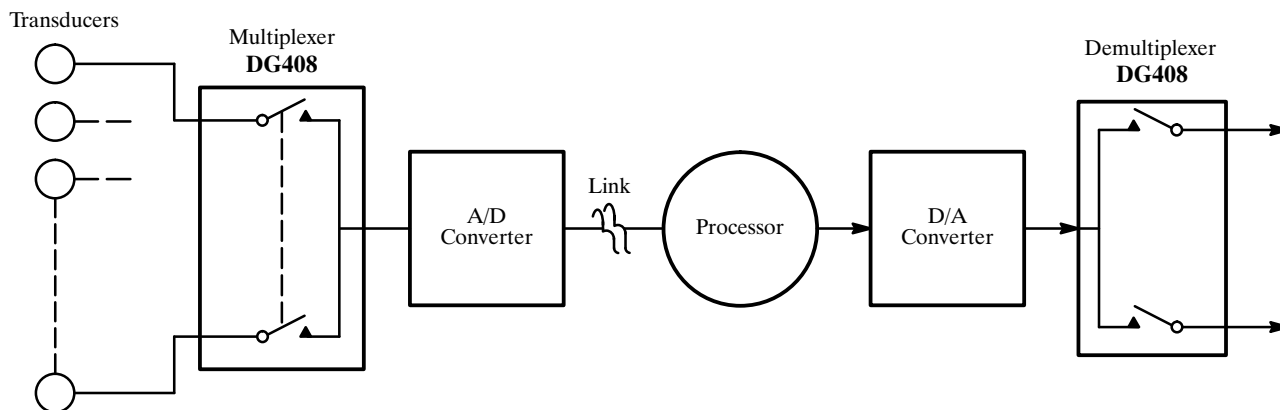 Transducers
Multiplexer
DG408
Demultiplexer
DG408
A/D
Converter
Link
Processor
D/A
Converter